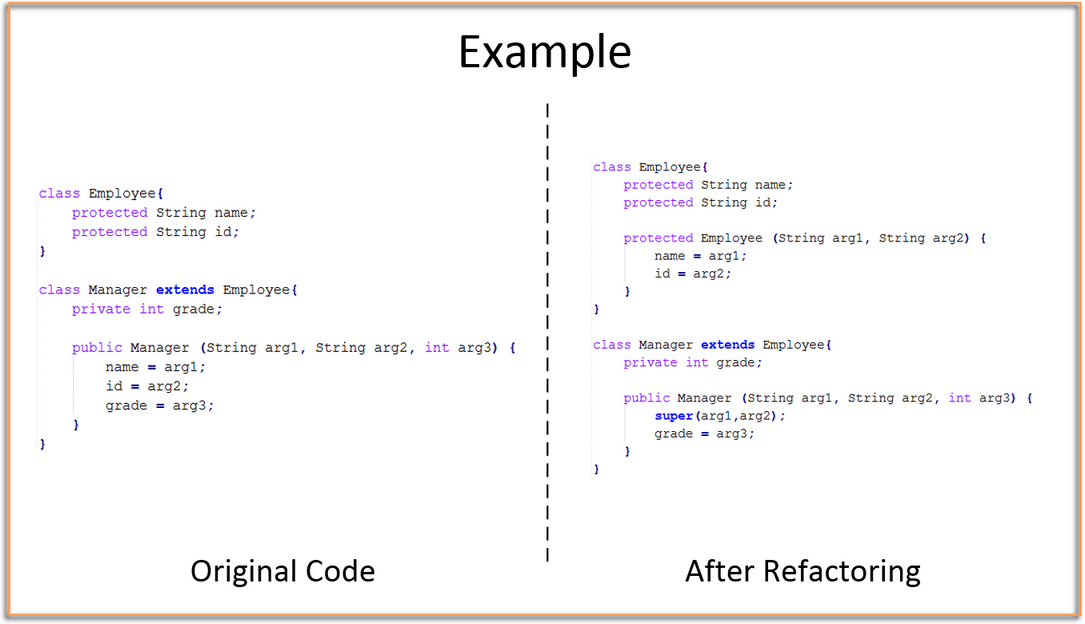 Example
class Employee{
    protected String name;
    protected String id;
}
class Manager extends Employee{
    private int grade;
    public Manager (String arg1, String arg2, int arg3) {
        name = arg1;
        id = arg2;
        grade = arg3;
    }
}
Original Code
class Employee{
    protected String name;
    protected String id;
    protected Employee (String arg1, String arg2) {
        name = arg1;
        id = arg2;
    }
}
class Manager extends Employee{
    private int grade;
    public Manager (String arg1, String arg2, int arg3) {
        super(arg1,arg2);
        grade = arg3;
    }
}
After Refactoring